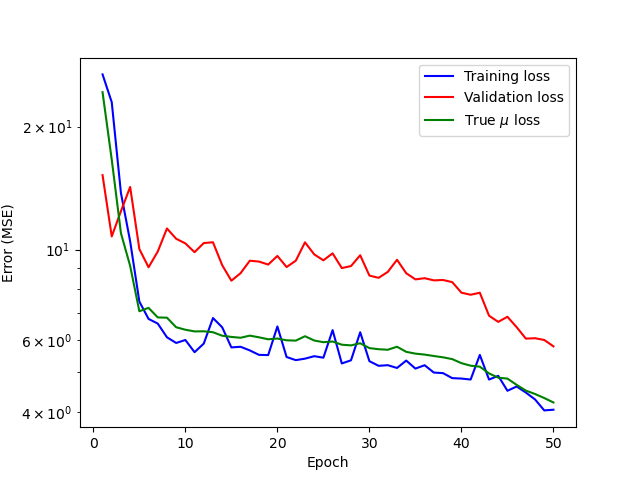 Training loss
Validation loss
True μ loss
Error (MSE)
2 × 10¹
10¹
6 × 10⁰
4 × 10⁰
0 10 20 30 40 50
Epoch